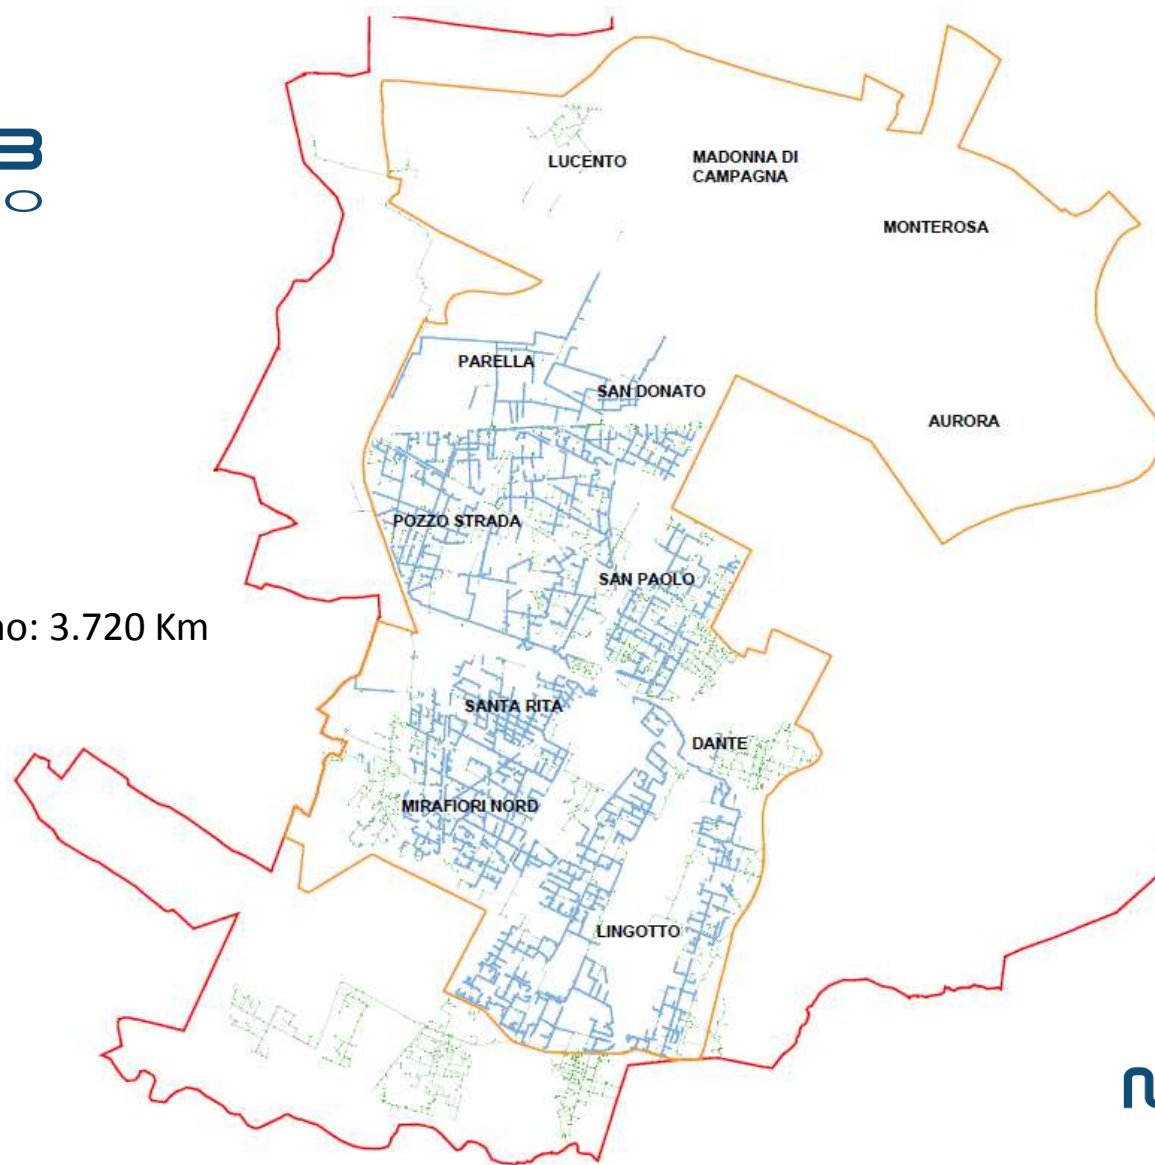 LUCENTO
MADONNA DI
CAMPAGNA
MONTEROSA
PARELLA
SAN DONATO
AURORA
POZZO STRADA
SAN PAOLO
3.720 Km
SANTA RITA
DANTE
MIRAFIORI NORD
LINGOTTO